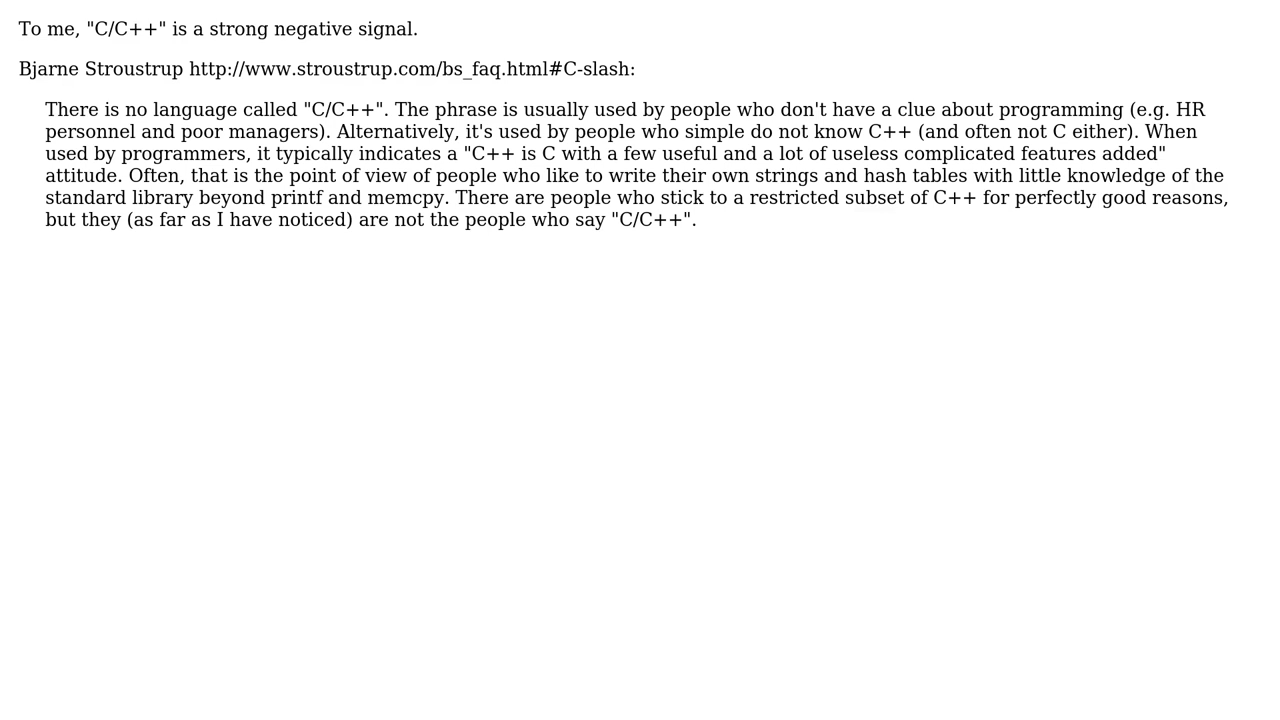 To me, "C/C++" is a strong negative signal.
Bjarne Stroustrup http://www.stroustrup.com/bs_faq.html#C-slash:
There is no language called "C/C++". The phrase is usually used by people who don't have a clue about programming (e.g. HR
personnel and poor managers). Alternatively, it's used by people who simple do not know C++ (and often not C either). When
used by programmers, it typically indicates a "C++ is C with a few useful and a lot of useless complicated features added"
attitude. Often, that is the point of view of people who like to write their own strings and hash tables with little knowledge of the
standard library beyond printf and memcpy. There are people who stick to a restricted subset of C++ for perfectly good reasons,
but they (as far as I have noticed) are not the people who say "C/C++".